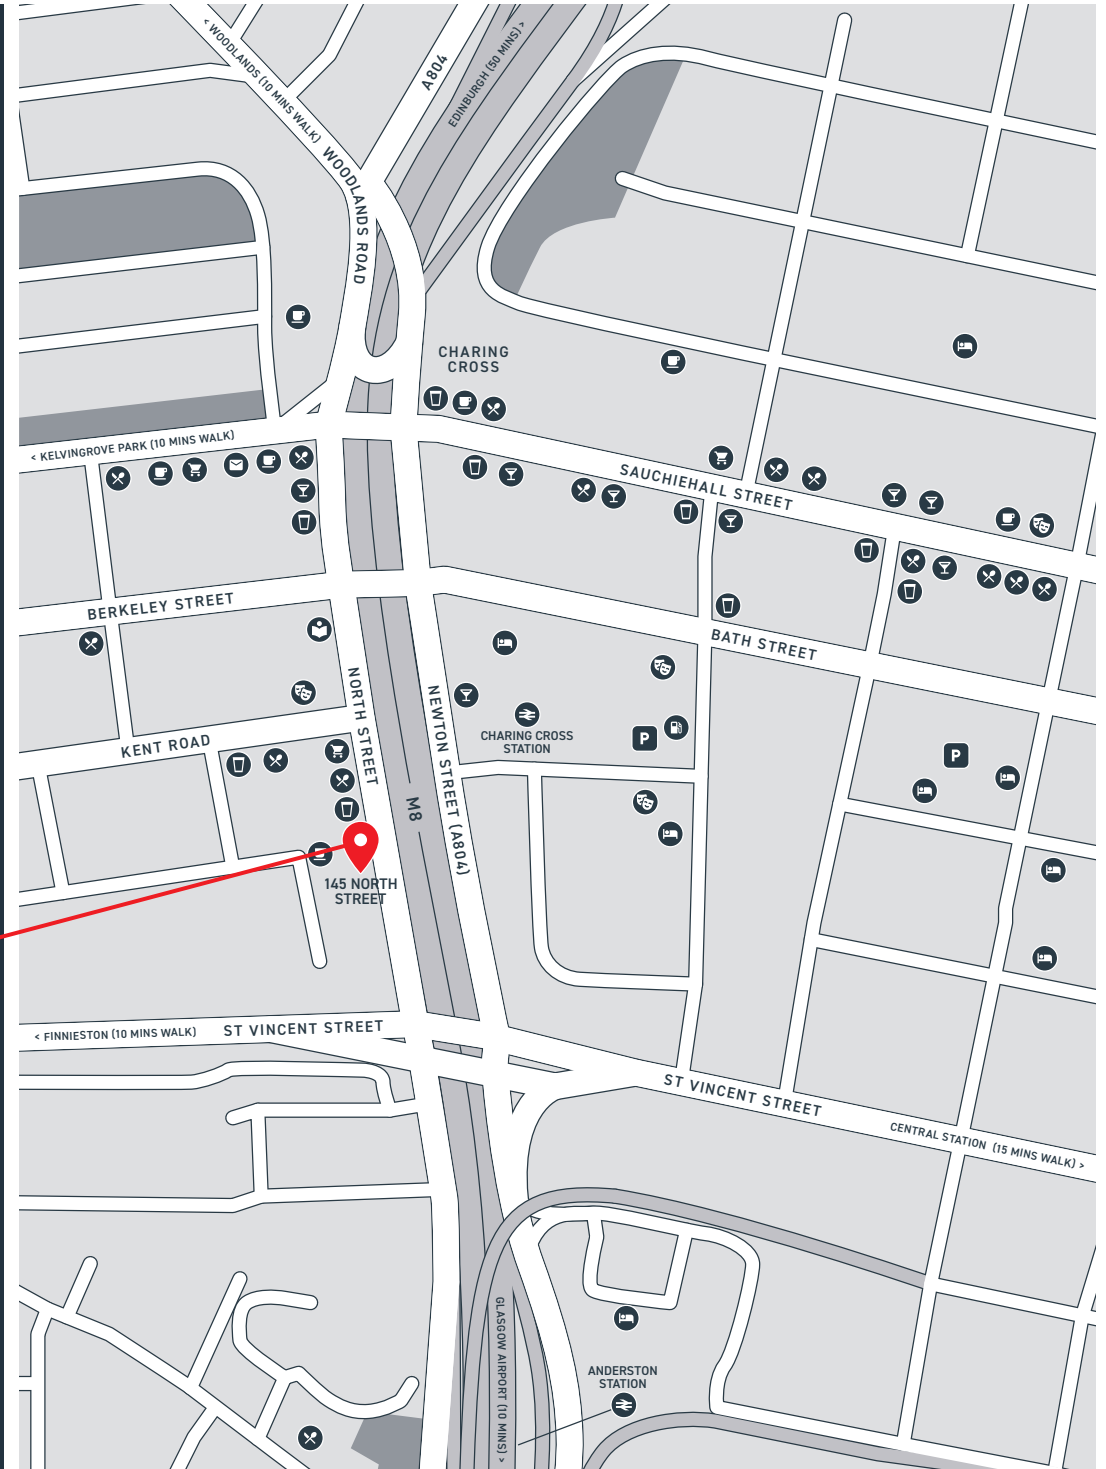 < WOODLANDS (10 MINS WALK)
A804
EDINBURGH (50 MINS) >
WOODLANDS ROAD
CHARING
CROSS
< KELVINGROVE PARK (10 MINS WALK)
SAUCHIEHALL STREET
BERKELEY STREET
BATH STREET
NORTH STREET
NEWTON STREET (A804)
KENT ROAD
CHARING CROSS
STATION
P
P
M8
145 NORTH
STREET
< FINNIESTON (10 MINS WALK)
ST VINCENT STREET
ST VINCENT STREET
CENTRAL STATION (15 MINS WALK) >
GLASGOW AIRPORT (10 MINS) >
ANDERSTON
STATION